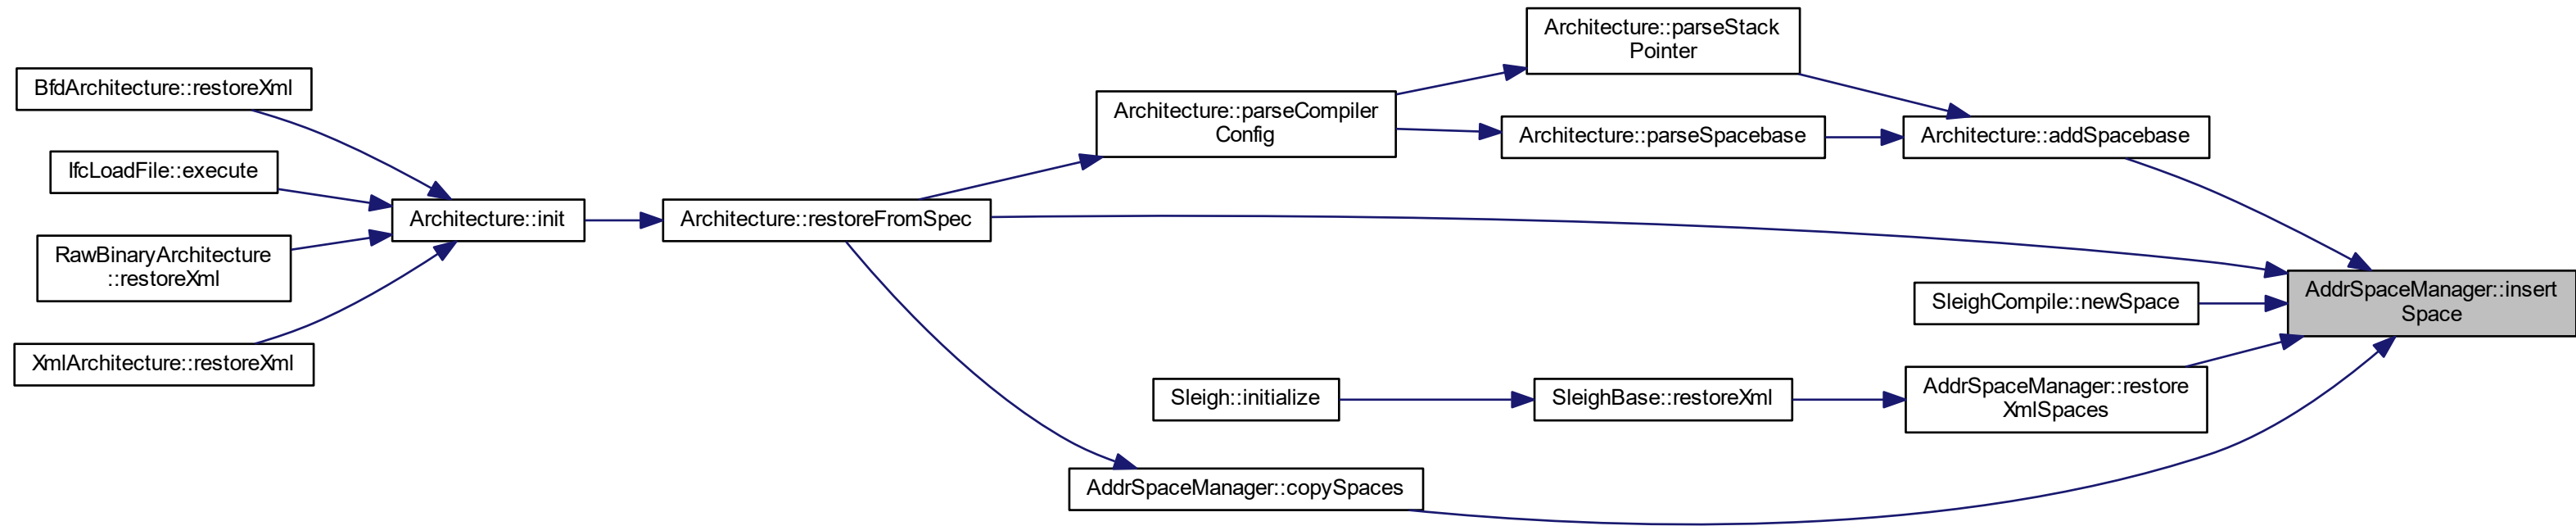 Architecture::parseStack
Pointer
BfdArchitecture::restoreXml
Architecture::parseCompiler
Config
Architecture::parseSpacebase
Architecture::addSpacebase
IfcLoadFile::execute
Architecture::init
Architecture::restoreFromSpec
RawBinaryArchitecture
::restoreXml
SleighCompile::newSpace
AddrSpaceManager::insert
Space
XmlArchitecture::restoreXml
Sleigh::initialize
SleighBase::restoreXml
AddrSpaceManager::restore
XmlSpaces
AddrSpaceManager::copySpaces